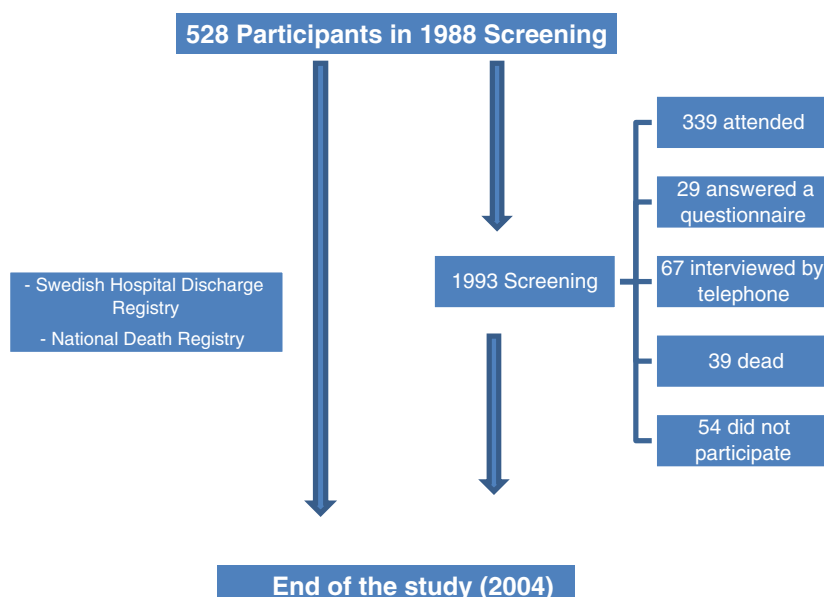 528 Participants in 1988 Screening
339 attended
29 answered a
questionnaire
- Swedish Hospital Discharge
Registry
- National Death Registry
1993 Screening
67 interviewed by
telephone
39 dead
54 did not
participate
End of the study (2004)